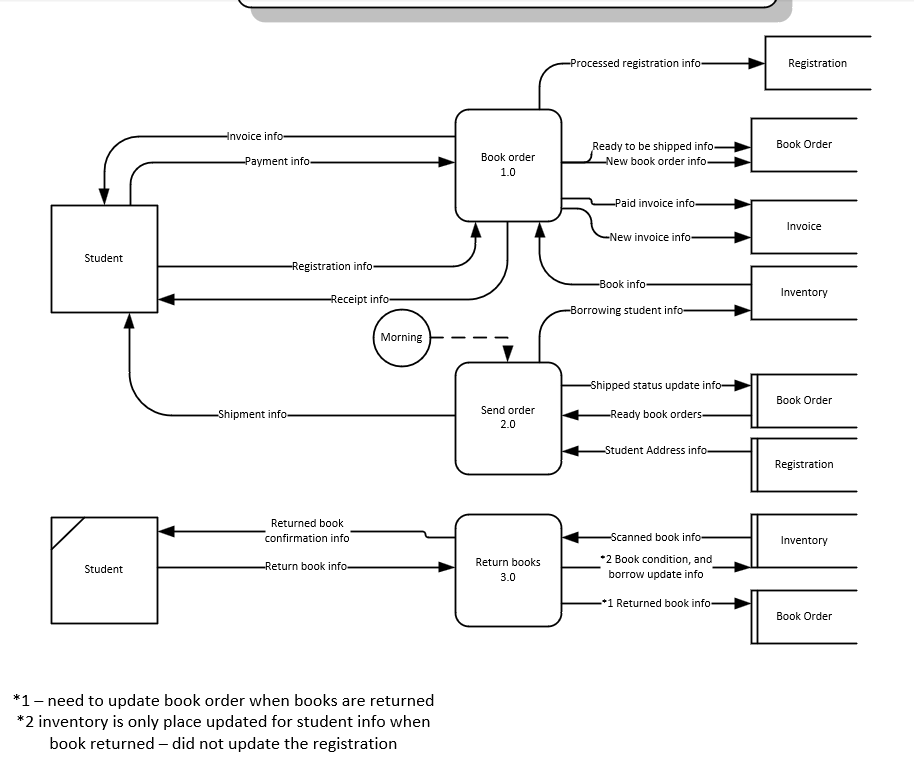 Processed registration info
Registration
Invoice info
Payment info
Book order
1.0
Ready to be shipped info
New book order info
Book Order
Paid invoice info
New invoice info
Invoice
Student
Registration info
Receipt info
Book info
Inventory
Borrowing student info
Morning
Shipment info
Send order
2.0
Shipped status update info
Ready book orders
Book Order
Student Address info
Registration
Student
Returned book
confirmation info
Return book info
Return books
3.0
Scanned book info
*2 Book condition, and
borrow update info
Inventory
*1 Returned book info
Book Order
*1 – need to update book order when books are returned
*2 inventory is only place updated for student info when
book returned – did not update the registration